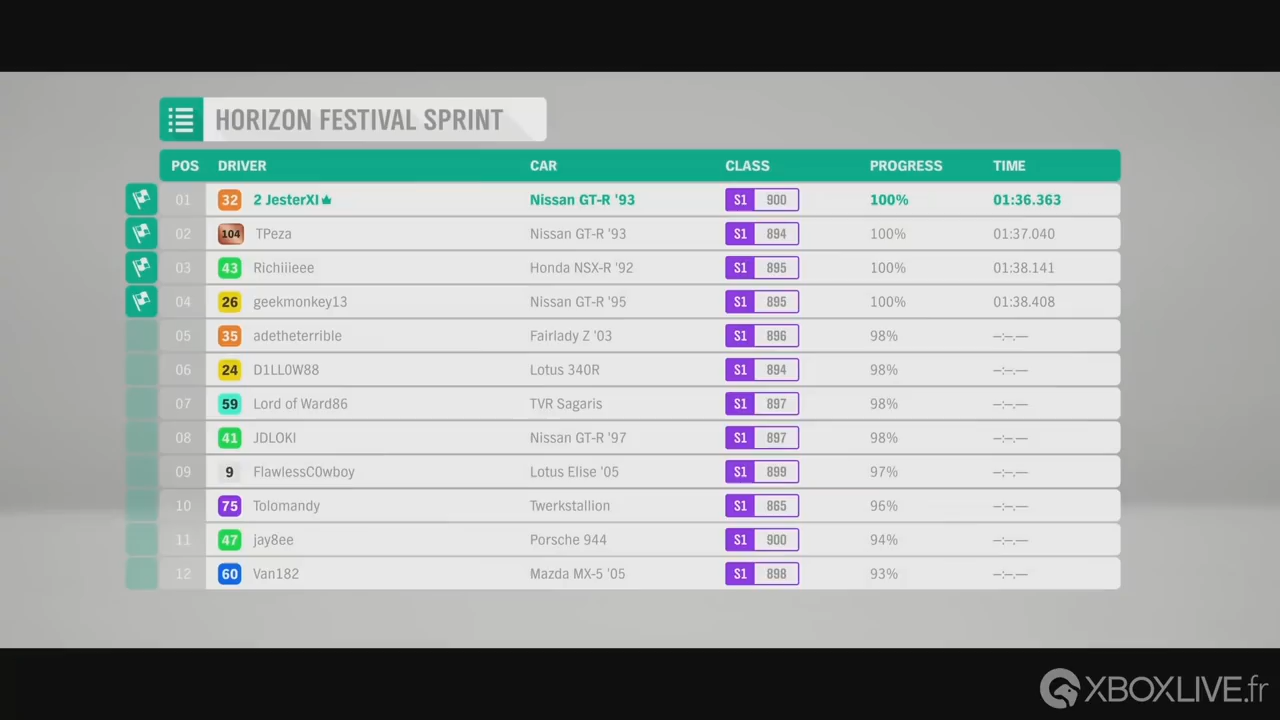 HORIZON FESTIVAL SPRINT
POS DRIVER CAR CLASS PROGRESS TIME
01 32 2 JesterXI Nissan GT-R '93 S1 900 100% 01:36.363
02 104 TPeza Nissan GT-R '93 S1 894 100% 01:37.040
03 43 Richiiieee Honda NSX-R '92 S1 895 100% 01:38.141
04 26 geekmonkey13 Nissan GT-R '95 S1 895 100% 01:38.408
05 35 adetheterrible Fairlady Z '03 S1 896 98% --:--.---
06 24 D1LL0W88 Lotus 340R S1 894 98% --:--.---
07 59 Lord of Ward86 TVR Sagaris S1 897 98% --:--.---
08 41 JDLOKI Nissan GT-R '97 S1 897 98% --:--.---
09 9 FlawlessC0wboy Lotus Elise '05 S1 899 97% --:--.---
10 75 Tolomandy Twerkstallion S1 865 96% --:--.---
11 47 jay8ee Porsche 944 S1 900 94% --:--.---
12 60 Van182 Mazda MX-5 '05 S1 898 93% --:--.---
XBOXLIVE.fr